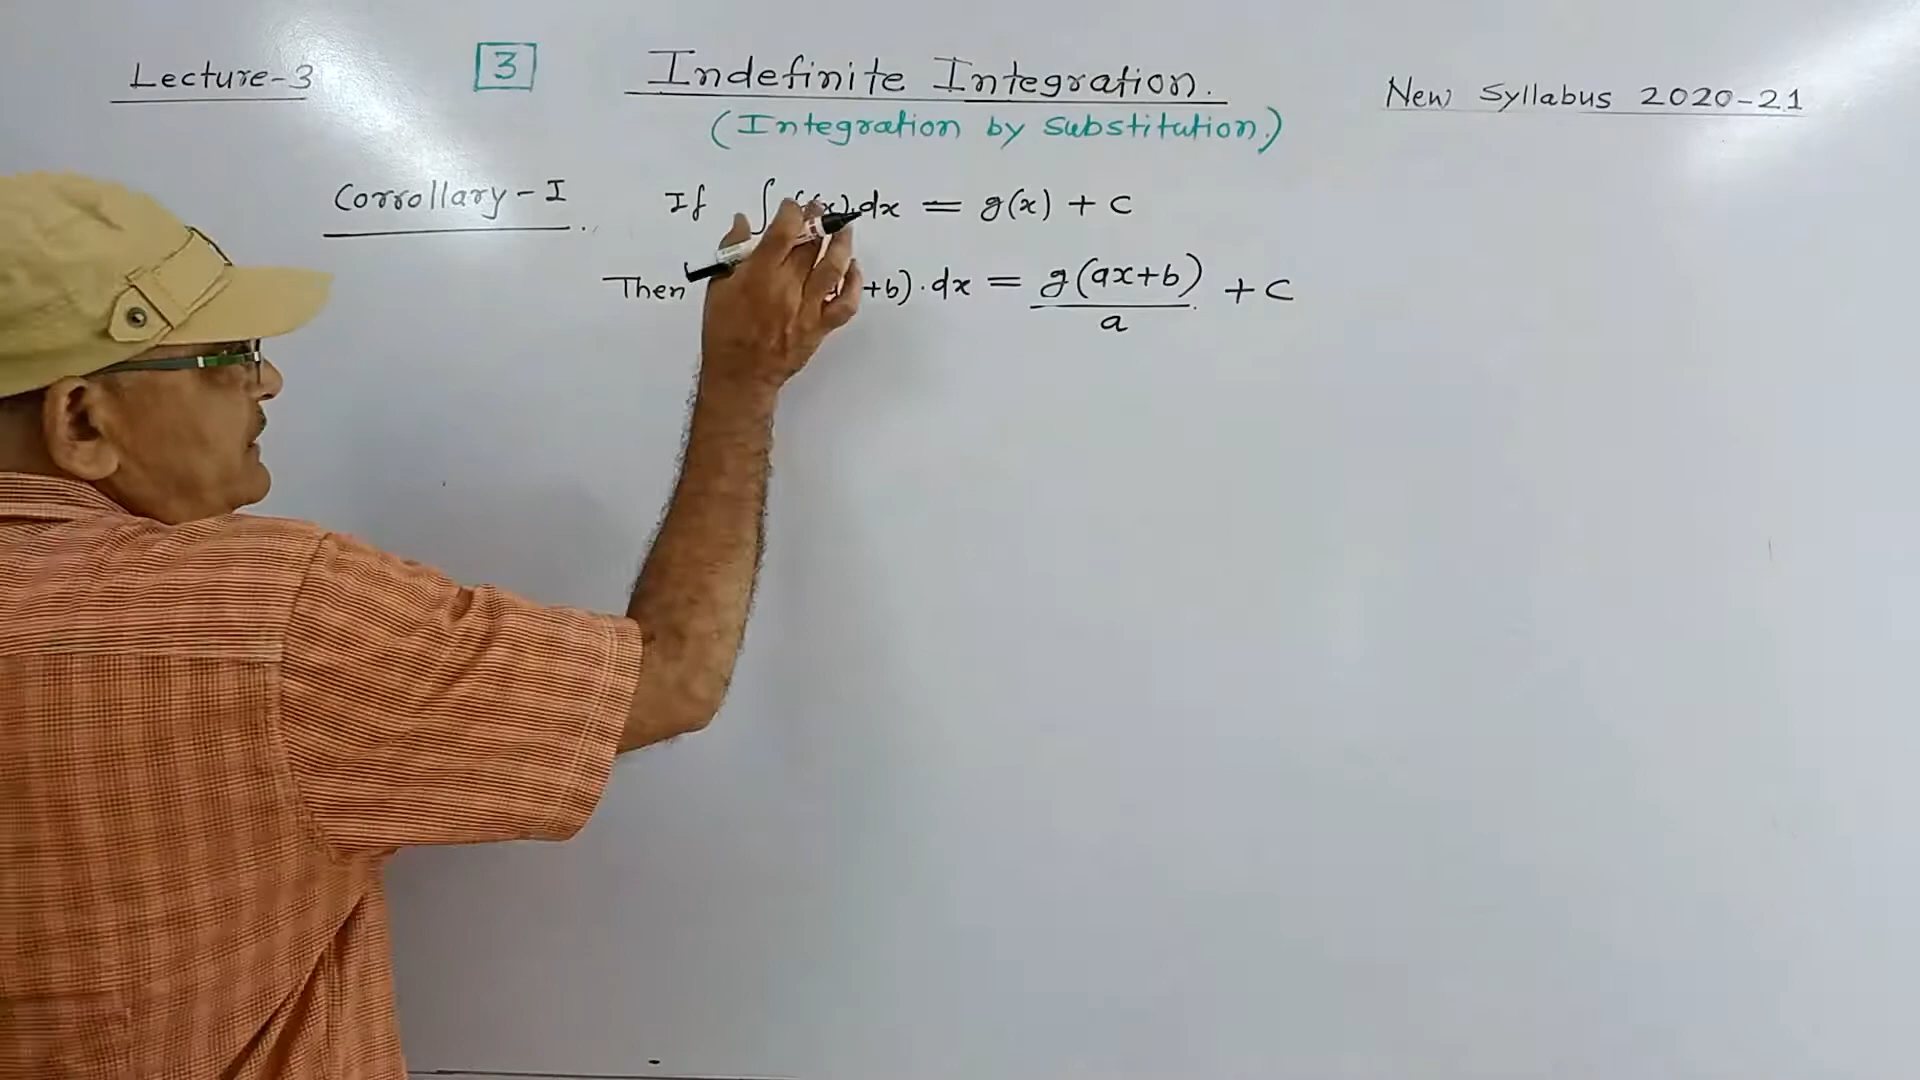 Lecture-3
3
Indefinite Integration.
New Syllabus 2020-21
(Integration by Substitution.)
Corrollary-I. If ∫ (x).dx = g(x) + c
Then +b).dx = g(ax+b)/a + c